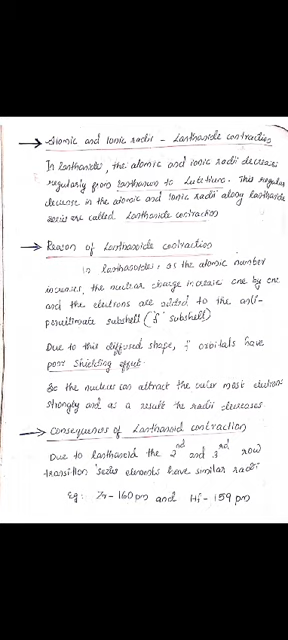 → Atomic and ionic radii - Lanthanide contraction
In lanthanoids, the atomic and ionic radii decreases
regularly from lanthanum to Lutetium. This regular
decrease in the atomic and ionic radii along lanthanide
series are called Lanthanoide contraction
→ Reason of Lanthanoide contraction
In lanthanoides, as the atomic number
increases, the nuclear charge increase one by one
and the electrons are added to the anti-
penultimate subshell ('f' subshell)
Due to this diffused shape, f orbitals have
poor shielding effect.
So the nucleus can attract the outer most electrons
strongly and as a result the radii decreases
→ Consequences of Lanthanoid contraction
Due to lanthanoid the 2nd and 3rd row
transition series elements have similar radii
Eg: Zr - 160 pm and Hf - 159 pm